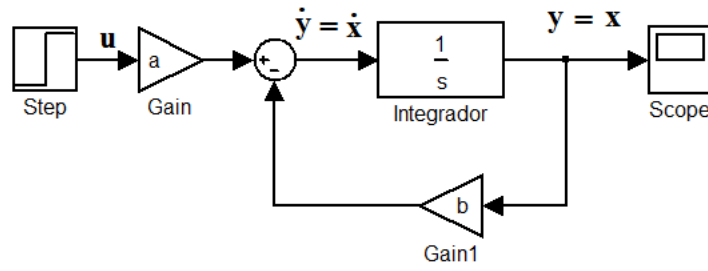 u
ẏ = ẋ
y = x
a
+
-
1
s
b
Step
Gain
Integrador
Scope
Gain1